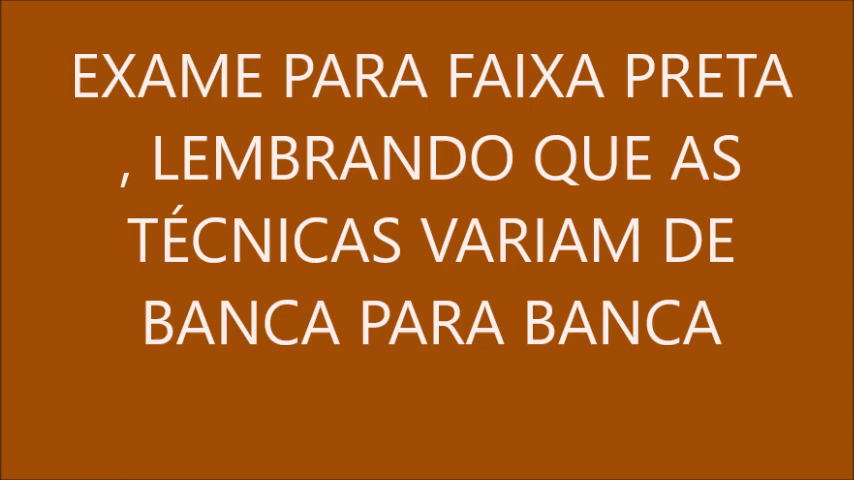 EXAME PARA FAIXA PRETA
, LEMBRANDO QUE AS
TÉCNICAS VARIAM DE
BANCA PARA BANCA